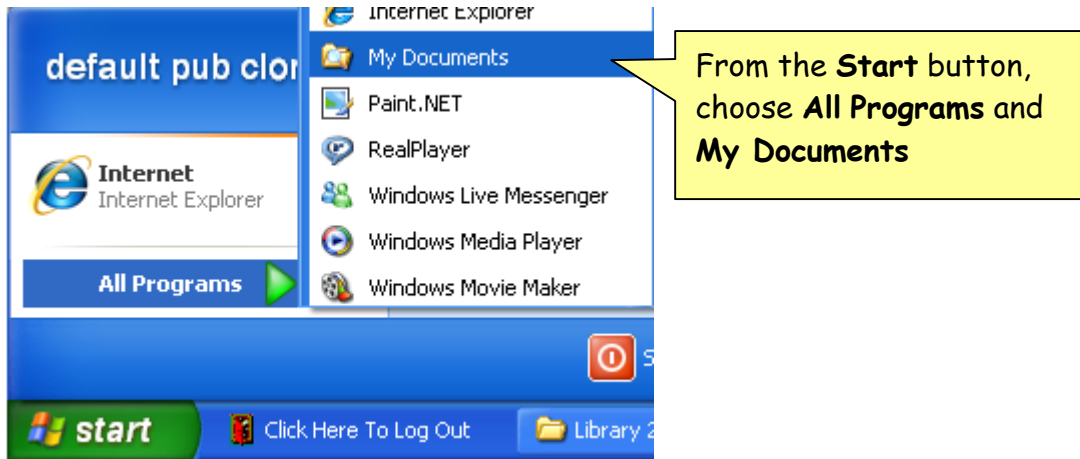 Internet Explorer
default pub clon
My Documents
From the Start button,
choose All Programs and
My Documents
Paint.NET
RealPlayer
Internet
Internet Explorer
Windows Live Messenger
Windows Media Player
All Programs
Windows Movie Maker
start
Click Here To Log Out
Library 2